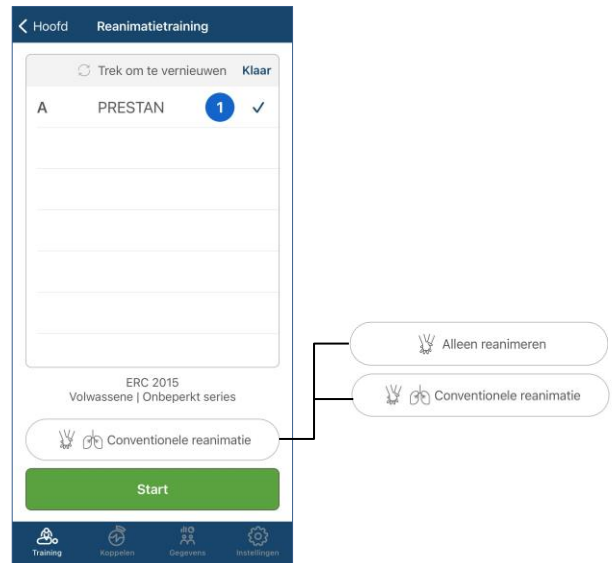 Hoofd Reanimatietraining
Trek om te vernieuwen Klaar
A PRESTAN 1
ERC 2015
Volwassene | Onbeperkt series
Conventionele reanimatie
Start
Training Koppelen Gegevens Instellingen
Alleen reanimeren
Conventionele reanimatie